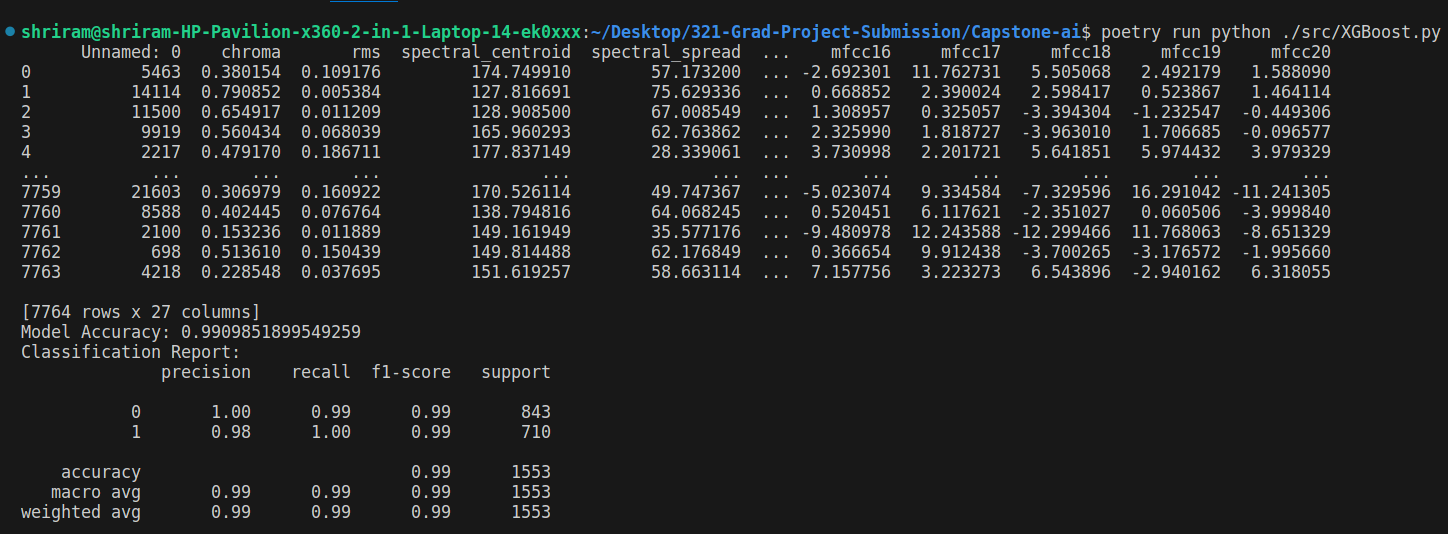 shriram@shriram-HP-Pavilion-x360-2-in-1-Laptop-14-ek0xxx:~/Desktop/321-Grad-Project-Submission/Capstone-ai$ poetry run python ./src/XGBoost.py
Unnamed: 0 chroma rms spectral_centroid spectral_spread ... mfcc16 mfcc17 mfcc18 mfcc19 mfcc20
0 5463 0.380154 0.109176 174.749910 57.173200 ... -2.692301 11.762731 5.505068 2.492179 1.588090
1 14114 0.790852 0.005384 127.816691 75.629336 ... 0.668852 2.390024 2.598417 0.523867 1.464114
2 11500 0.654917 0.011209 128.908500 67.008549 ... 1.308957 0.325057 -3.394304 -1.232547 -0.449306
3 9919 0.560434 0.068039 165.960293 62.763862 ... 2.325990 1.818727 -3.963010 1.706685 -0.096577
4 2217 0.479170 0.186711 177.837149 28.339061 ... 3.730998 2.201721 5.641851 5.974432 3.979329
... ... ... ... ... ... ... ... ... ... ... ...
7759 21603 0.306979 0.160922 170.526114 49.747367 ... -5.023074 9.334584 -7.329596 16.291042 -11.241305
7760 8588 0.402445 0.076764 138.794816 64.068245 ... 0.520451 6.117621 -2.351027 0.060506 -3.999840
7761 2100 0.153236 0.011889 149.161949 35.577176 ... -9.480978 12.243588 -12.299466 11.768063 -8.651329
7762 698 0.513610 0.150439 149.814488 62.176849 ... 0.366654 9.912438 -3.700265 -3.176572 -1.995660
7763 4218 0.228548 0.037695 151.619257 58.663114 ... 7.157756 3.223273 6.543896 -2.940162 6.318055
[7764 rows x 27 columns]
Model Accuracy: 0.9909851899549259
Classification Report:
precision recall f1-score support
0 1.00 0.99 0.99 843
1 0.98 1.00 0.99 710
accuracy 0.99 1553
macro avg 0.99 0.99 0.99 1553
weighted avg 0.99 0.99 0.99 1553